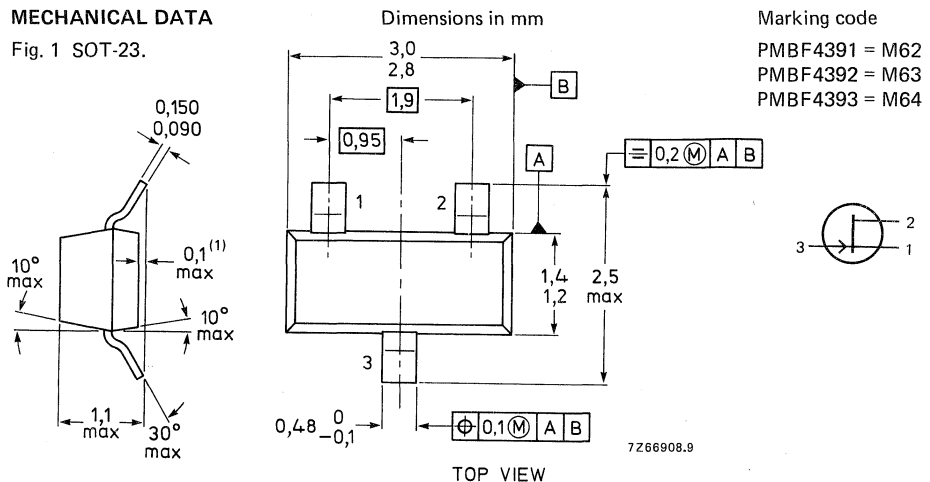 MECHANICAL DATA
Fig. 1 SOT-23.
Dimensions in mm
Marking code
PMBF4391 = M62
PMBF4392 = M63
PMBF4393 = M64
3,0
2,8
B
1,9
0,95
0,150
0,090
A
= 0,2 Ⓜ A B
1
2
2
3
1
0,1(1)
max
10°
max
10°
max
1,4
1,2
2,5
max
3
1,1
max
30°
max
0,48 0
−0,1
⌖ 0,1 Ⓜ A B
7Z66908.9
TOP VIEW